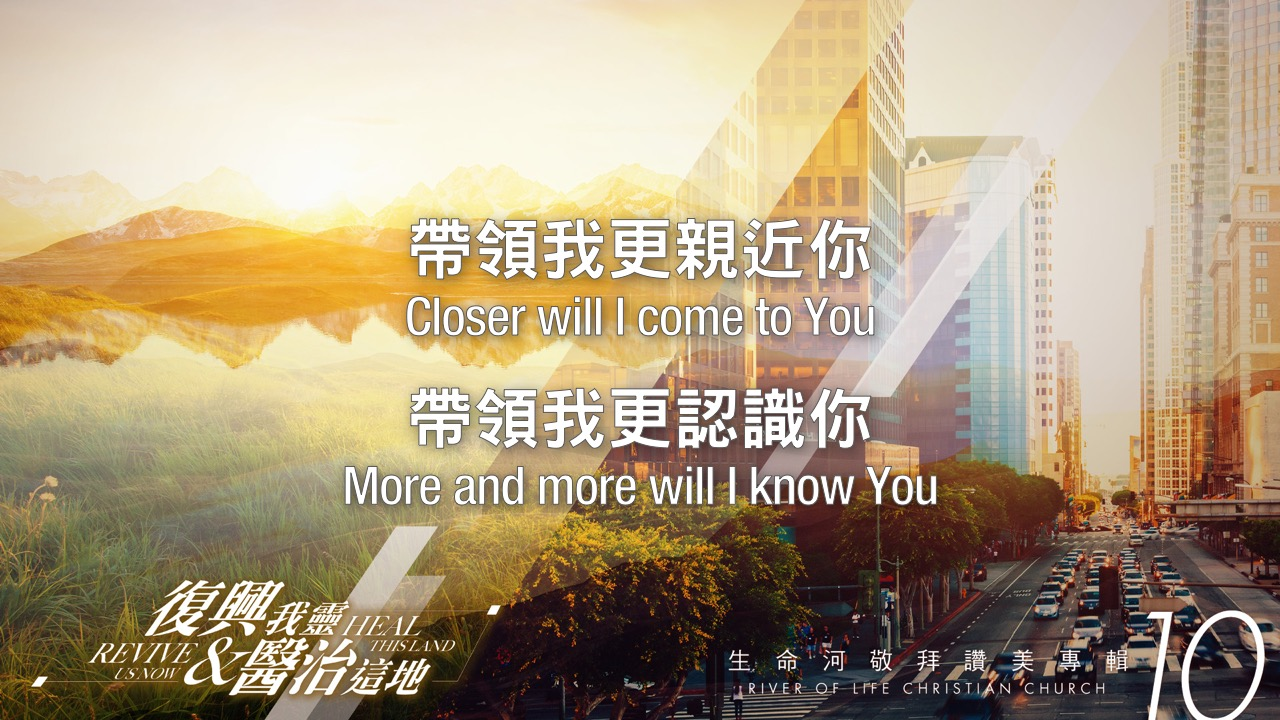 帶領我更親近你
Closer will I come to You
帶領我更認識你
More and more will I know You
復興我靈 HEAL THIS LAND
REVIVE US NOW & 醫治這地
生命河敬拜讚美專輯 10
RIVER OF LIFE CHRISTIAN CHURCH